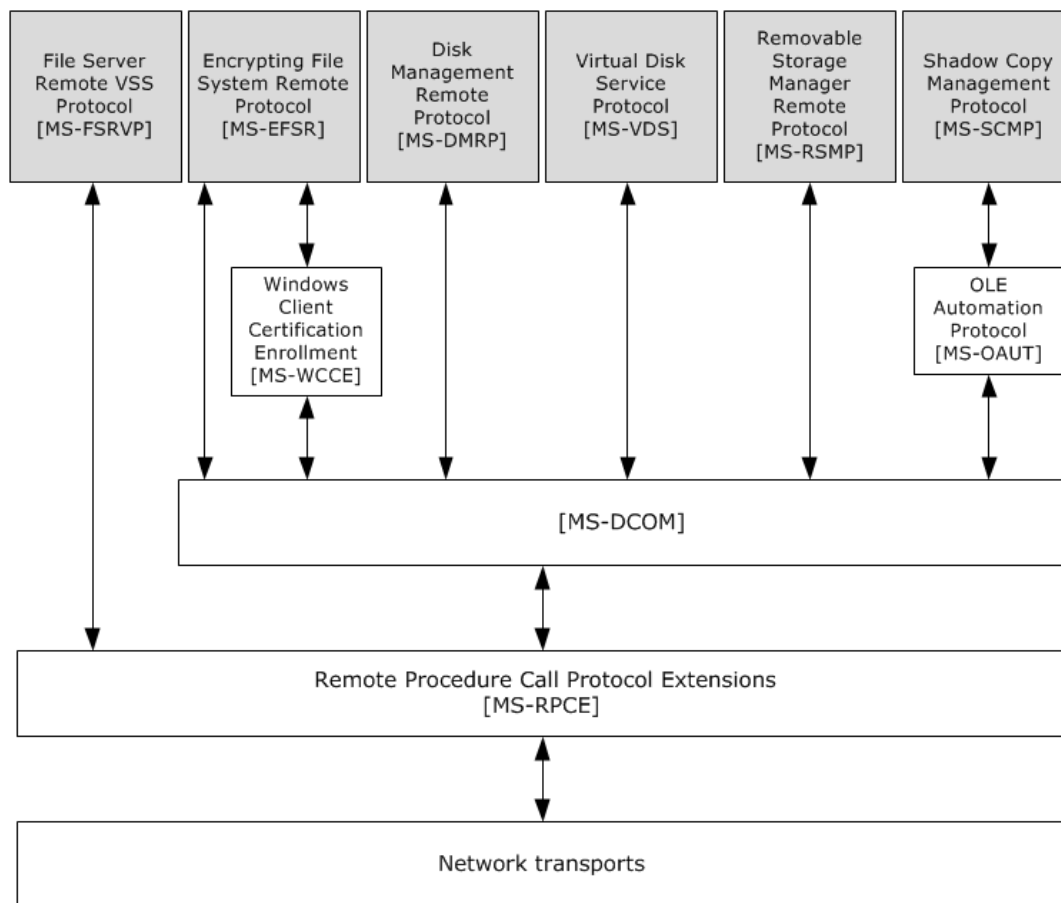 File Server
Remote VSS
Protocol
[MS-FSRVP]
Encrypting File
System Remote
Protocol
[MS-EFSR]
Disk
Management
Remote
Protocol
[MS-DMRP]
Virtual Disk
Service
Protocol
[MS-VDS]
Removable
Storage
Manager
Remote
Protocol
[MS-RSMP]
Shadow Copy
Management
Protocol
[MS-SCMP]
Windows
Client
Certification
Enrollment
[MS-WCCE]
OLE
Automation
Protocol
[MS-OAUT]
[MS-DCOM]
Remote Procedure Call Protocol Extensions
[MS-RPCE]
Network transports